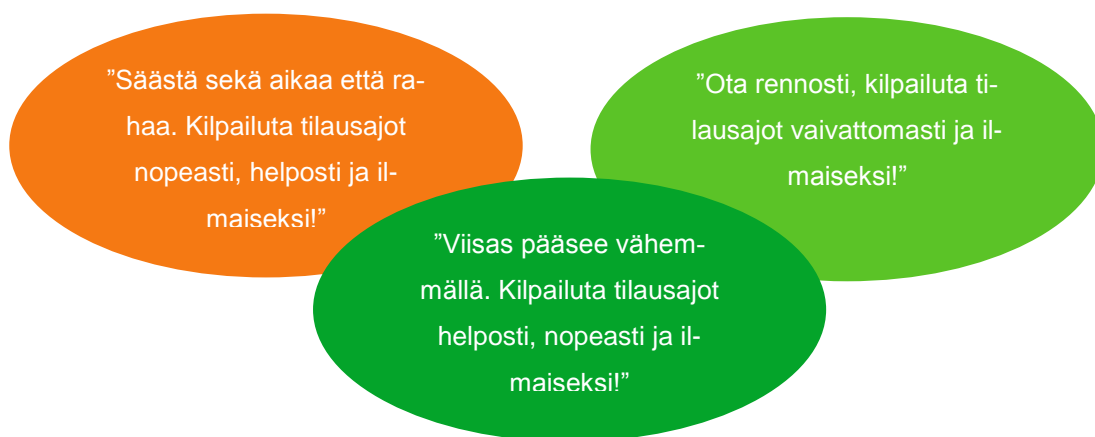 ”Säästä sekä aikaa että ra-
haa. Kilpailuta tilausajot
nopeasti, helposti ja il-
maiseksi!”
”Ota rennosti, kilpailuta ti-
lausajot vaivattomasti ja il-
maiseksi!”
”Viisas pääsee vähem-
mällä. Kilpailuta tilausajot
helposti, nopeasti ja il-
maiseksi!”